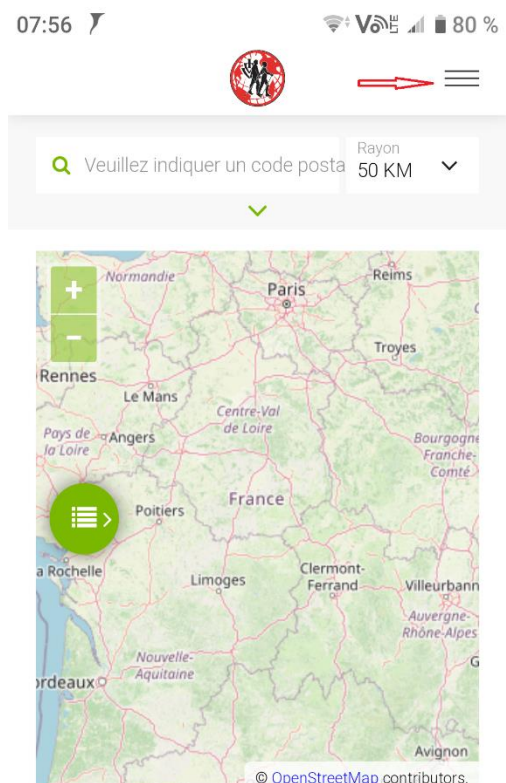 07:56 VoLTE 80 %
Rayon
Veuillez indiquer un code posta 50 KM
+
Normandie
Reims
Paris
−
Troyes
Rennes
Le Mans
Centre-Val
de Loire
Pays de
la Loire
Angers
Bourgogne
Franche-
Comté
France
Poitiers
a Rochelle
Limoges
Clermont-
Ferrand
Villeurbann
Auvergne-
Rhône-Alpes
Nouvelle-
Aquitaine
G
ordeaux
Avignon
© OpenStreetMap contributors.